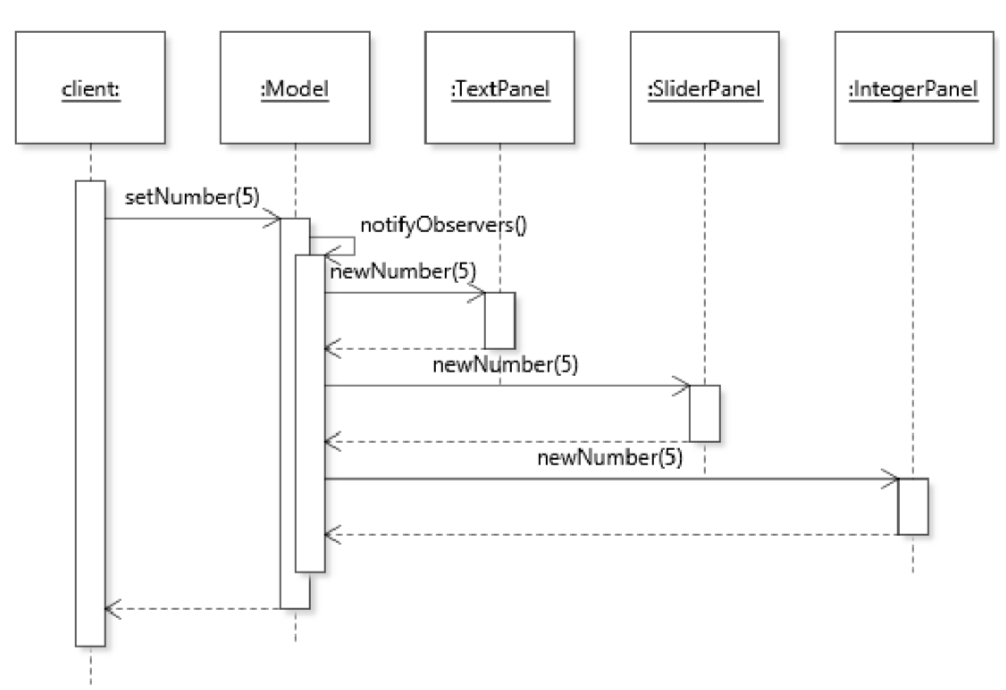 client:
:Model
:TextPanel
:SliderPanel
:IntegerPanel
setNumber(5)
notifyObservers()
newNumber(5)
newNumber(5)
newNumber(5)